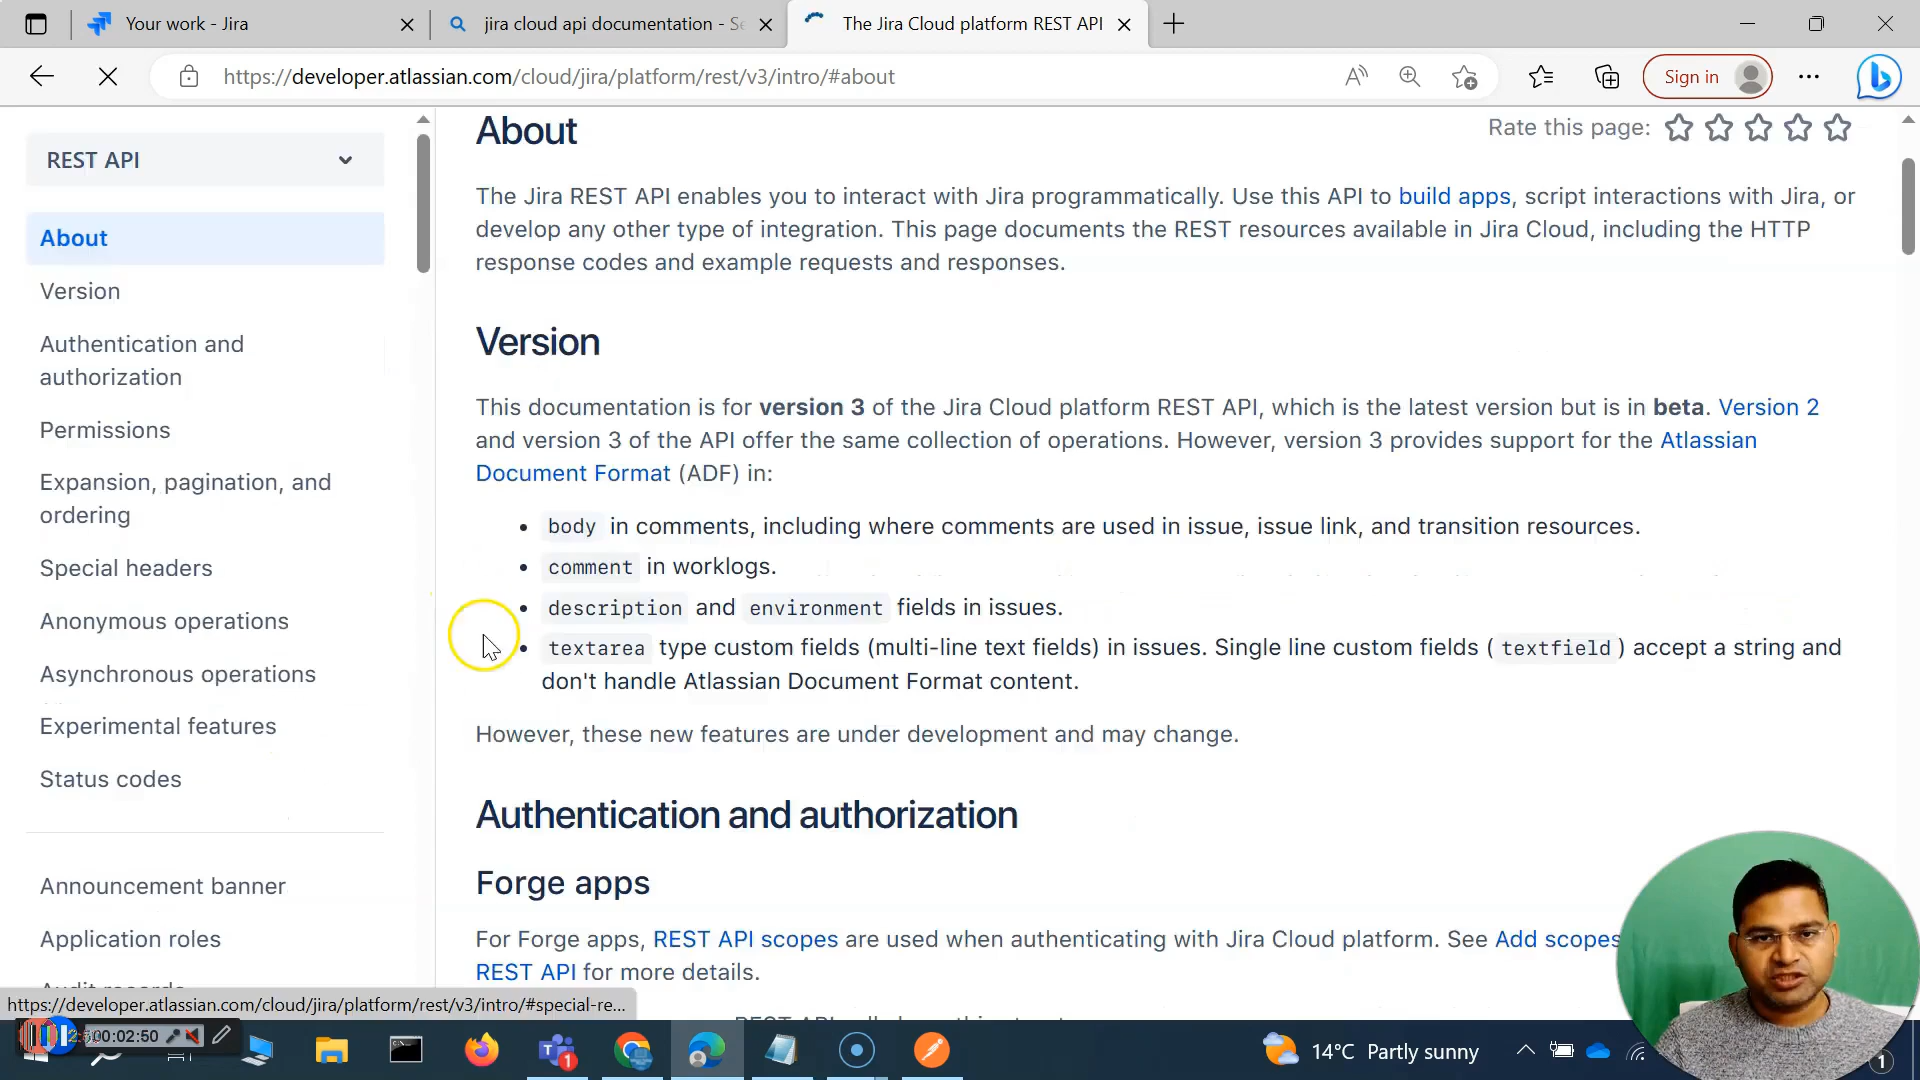 Your work - Jira
jira cloud api documentation - Se
The Jira Cloud platform REST API
https://developer.atlassian.com/cloud/jira/platform/rest/v3/intro/#about
Sign in
REST API
About
Version
Authentication and
authorization
Permissions
Expansion, pagination, and
ordering
Special headers
Anonymous operations
Asynchronous operations
Experimental features
Status codes
Announcement banner
Application roles
Audit records
About
Rate this page:
The Jira REST API enables you to interact with Jira programmatically. Use this API to build apps, script interactions with Jira, or
develop any other type of integration. This page documents the REST resources available in Jira Cloud, including the HTTP
response codes and example requests and responses.
Version
This documentation is for version 3 of the Jira Cloud platform REST API, which is the latest version but is in beta. Version 2
and version 3 of the API offer the same collection of operations. However, version 3 provides support for the Atlassian
Document Format (ADF) in:
• body in comments, including where comments are used in issue, issue link, and transition resources.
• comment in worklogs.
• description and environment fields in issues.
• textarea type custom fields (multi-line text fields) in issues. Single line custom fields ( textfield ) accept a string and
don't handle Atlassian Document Format content.
However, these new features are under development and may change.
Authentication and authorization
Forge apps
For Forge apps, REST API scopes are used when authenticating with Jira Cloud platform. See Add scopes
REST API for more details.
https://developer.atlassian.com/cloud/jira/platform/rest/v3/intro/#special-re...
00:02:50
1
14°C Partly sunny
1